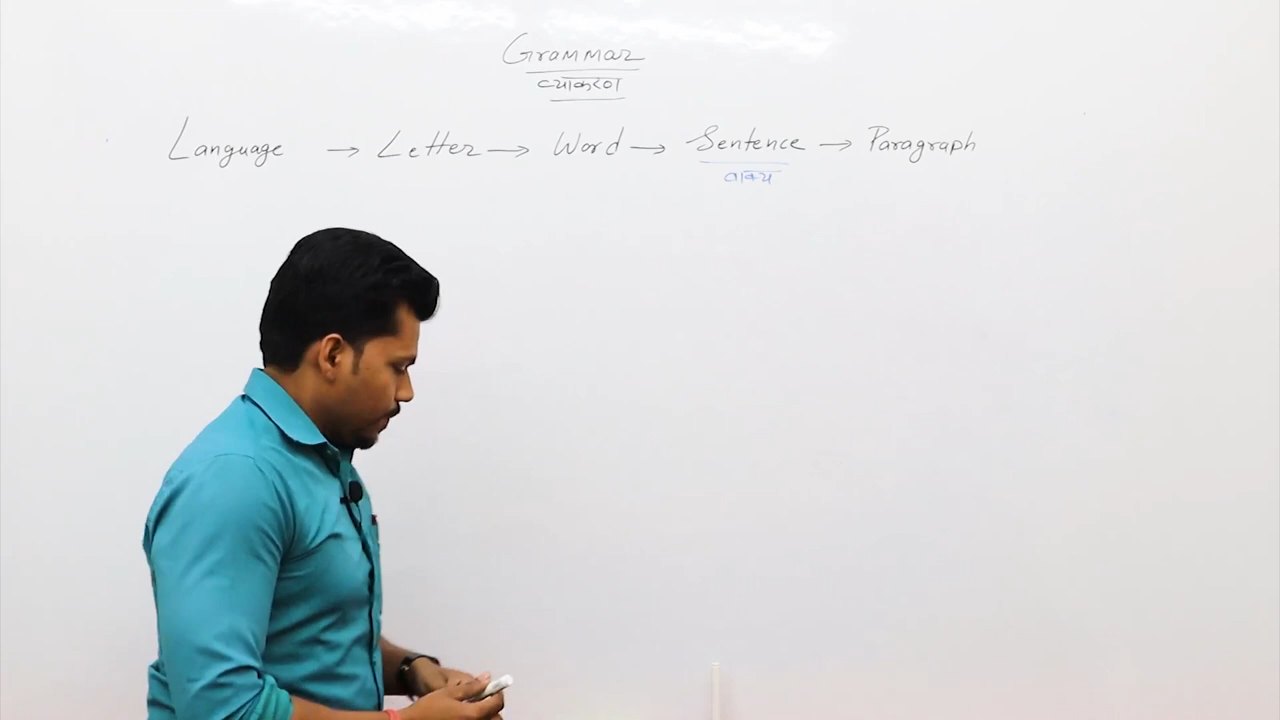 Grammar
व्याकरण
Language → Letter → Word → Sentence → Paragraph
वाक्य